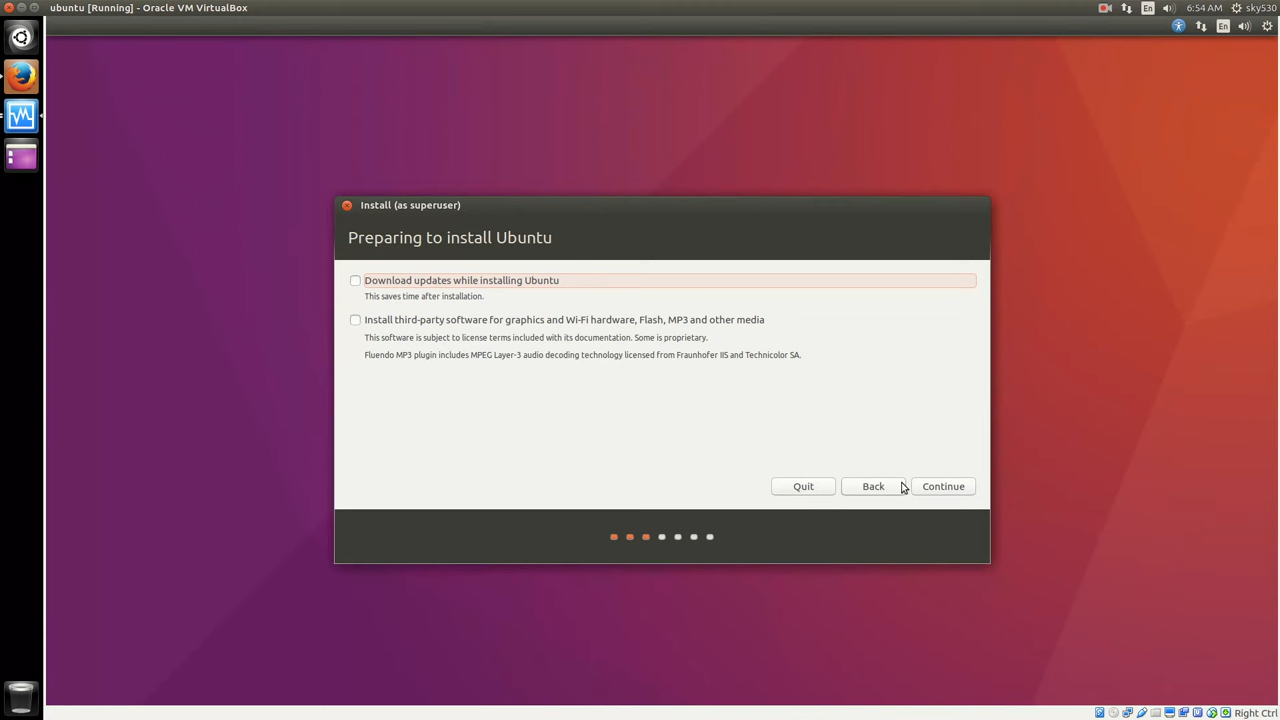 ubuntu [Running] - Oracle VM VirtualBox
En
6:54 AM
sky530
En
Install (as superuser)
Preparing to install Ubuntu
Download updates while installing Ubuntu
This saves time after installation.
Install third-party software for graphics and Wi-Fi hardware, Flash, MP3 and other media
This software is subject to license terms included with its documentation. Some is proprietary.
Fluendo MP3 plugin includes MPEG Layer-3 audio decoding technology licensed from Fraunhofer IIS and Technicolor SA.
Quit
Back
Continue
Right Ctrl